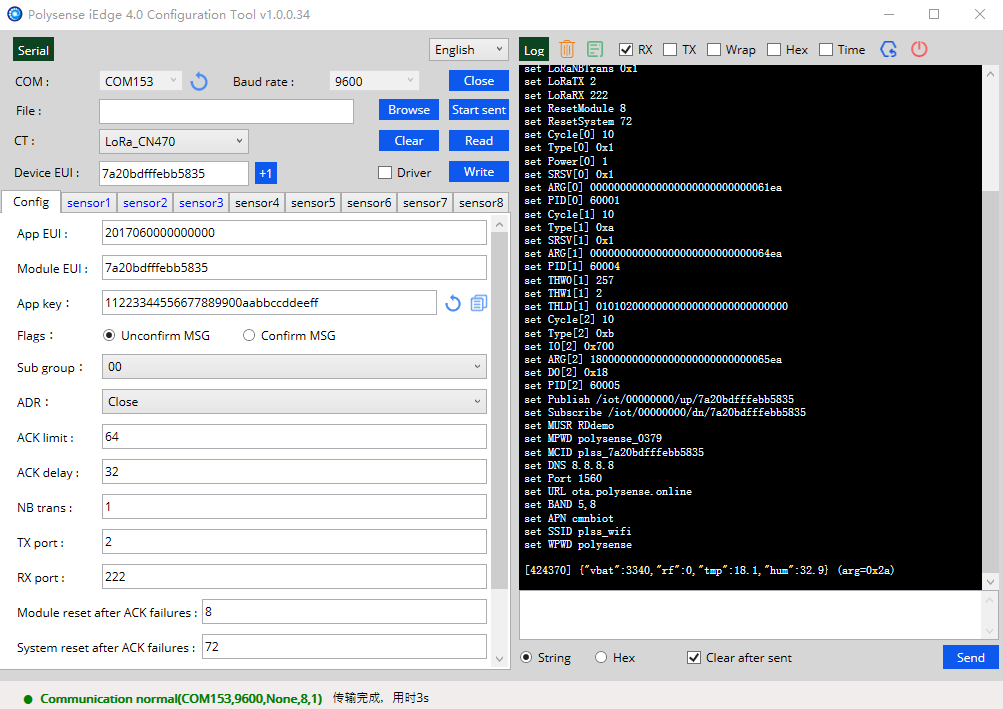 Polysense iEdge 4.0 Configuration Tool v1.0.0.34
Serial
English
COM :
COM153
Baud rate :
9600
Close
File :
Browse
Start sent
CT :
LoRa_CN470
Clear
Read
Device EUI :
7a20bdfffebb5835
+1
Driver
Write
Config
sensor1
sensor2
sensor3
sensor4
sensor5
sensor6
sensor7
sensor8
App EUI :
2017060000000000
Module EUI :
7a20bdfffebb5835
App key :
11223344556677889900aabbccddeeff
Flags :
Unconfirm MSG
Confirm MSG
Sub group :
00
ADR :
Close
ACK limit :
64
ACK delay :
32
NB trans :
1
TX port :
2
RX port :
222
Module reset after ACK failures :
8
System reset after ACK failures :
72
Log
RX
TX
Wrap
Hex
Time
set LoRaNBTrans 0x1
set LoRaTX 2
set LoRaRX 222
set ResetModule 8
set ResetSystem 72
set Cycle[0] 10
set Type[0] 0x1
set Power[0] 1
set SRSV[0] 0x1
set ARG[0] 00000000000000000000000000061ea
set PID[0] 60001
set Cycle[1] 10
set Type[1] 0xa
set SRSV[1] 0x1
set ARG[1] 00000000000000000000000000064ea
set PID[1] 60004
set THW0[1] 257
set THW1[1] 2
set THLD[1] 01010200000000000000000000000000
set Cycle[2] 10
set Type[2] 0xb
set IO[2] 0x700
set ARG[2] 18000000000000000000000000065ea
set DO[2] 0x18
set PID[2] 60005
set Publish /iot/00000000/up/7a20bdfffebb5835
set Subscribe /iot/00000000/dn/7a20bdfffebb5835
set MUSR RDdemo
set MPWD polysense_0379
set MCID plss_7a20bdfffebb5835
set DNS 8.8.8.8
set Port 1560
set URL ota.polysense.online
set BAND 5,8
set APN cmnbiot
set SSID plss_wifi
set WPWD polysense
[424370] {"vbat":3340,"rf":0,"tmp":18.1,"hum":32.9} (arg=0x2a)
String
Hex
Clear after sent
Send
Communication normal(COM153,9600,None,8,1)
传输完成，用时3s